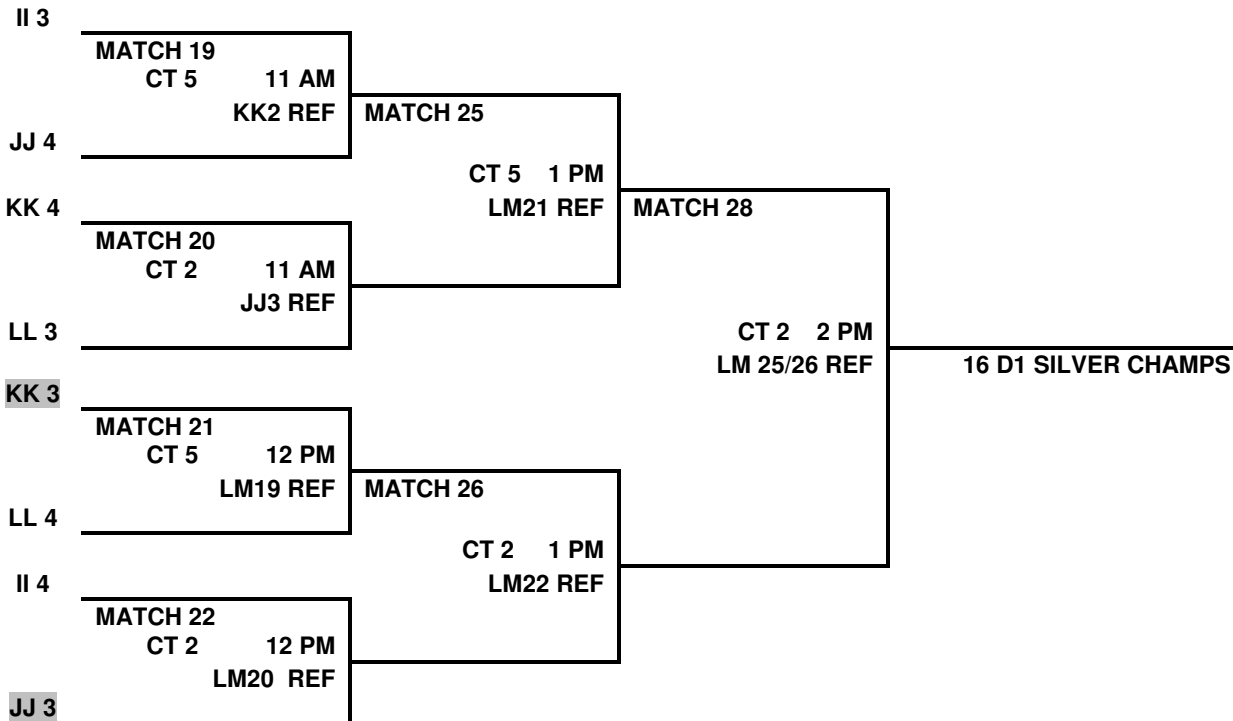 II 3
MATCH 19
CT 5 11 AM
KK2 REF
MATCH 25
JJ 4
CT 5 1 PM
KK 4
LM21 REF
MATCH 28
MATCH 20
CT 2 11 AM
JJ3 REF
LL 3
CT 2 2 PM
LM 25/26 REF
16 D1 SILVER CHAMPS
KK 3
MATCH 21
CT 5 12 PM
LM19 REF
MATCH 26
LL 4
CT 2 1 PM
II 4
LM22 REF
MATCH 22
CT 2 12 PM
LM20 REF
JJ 3